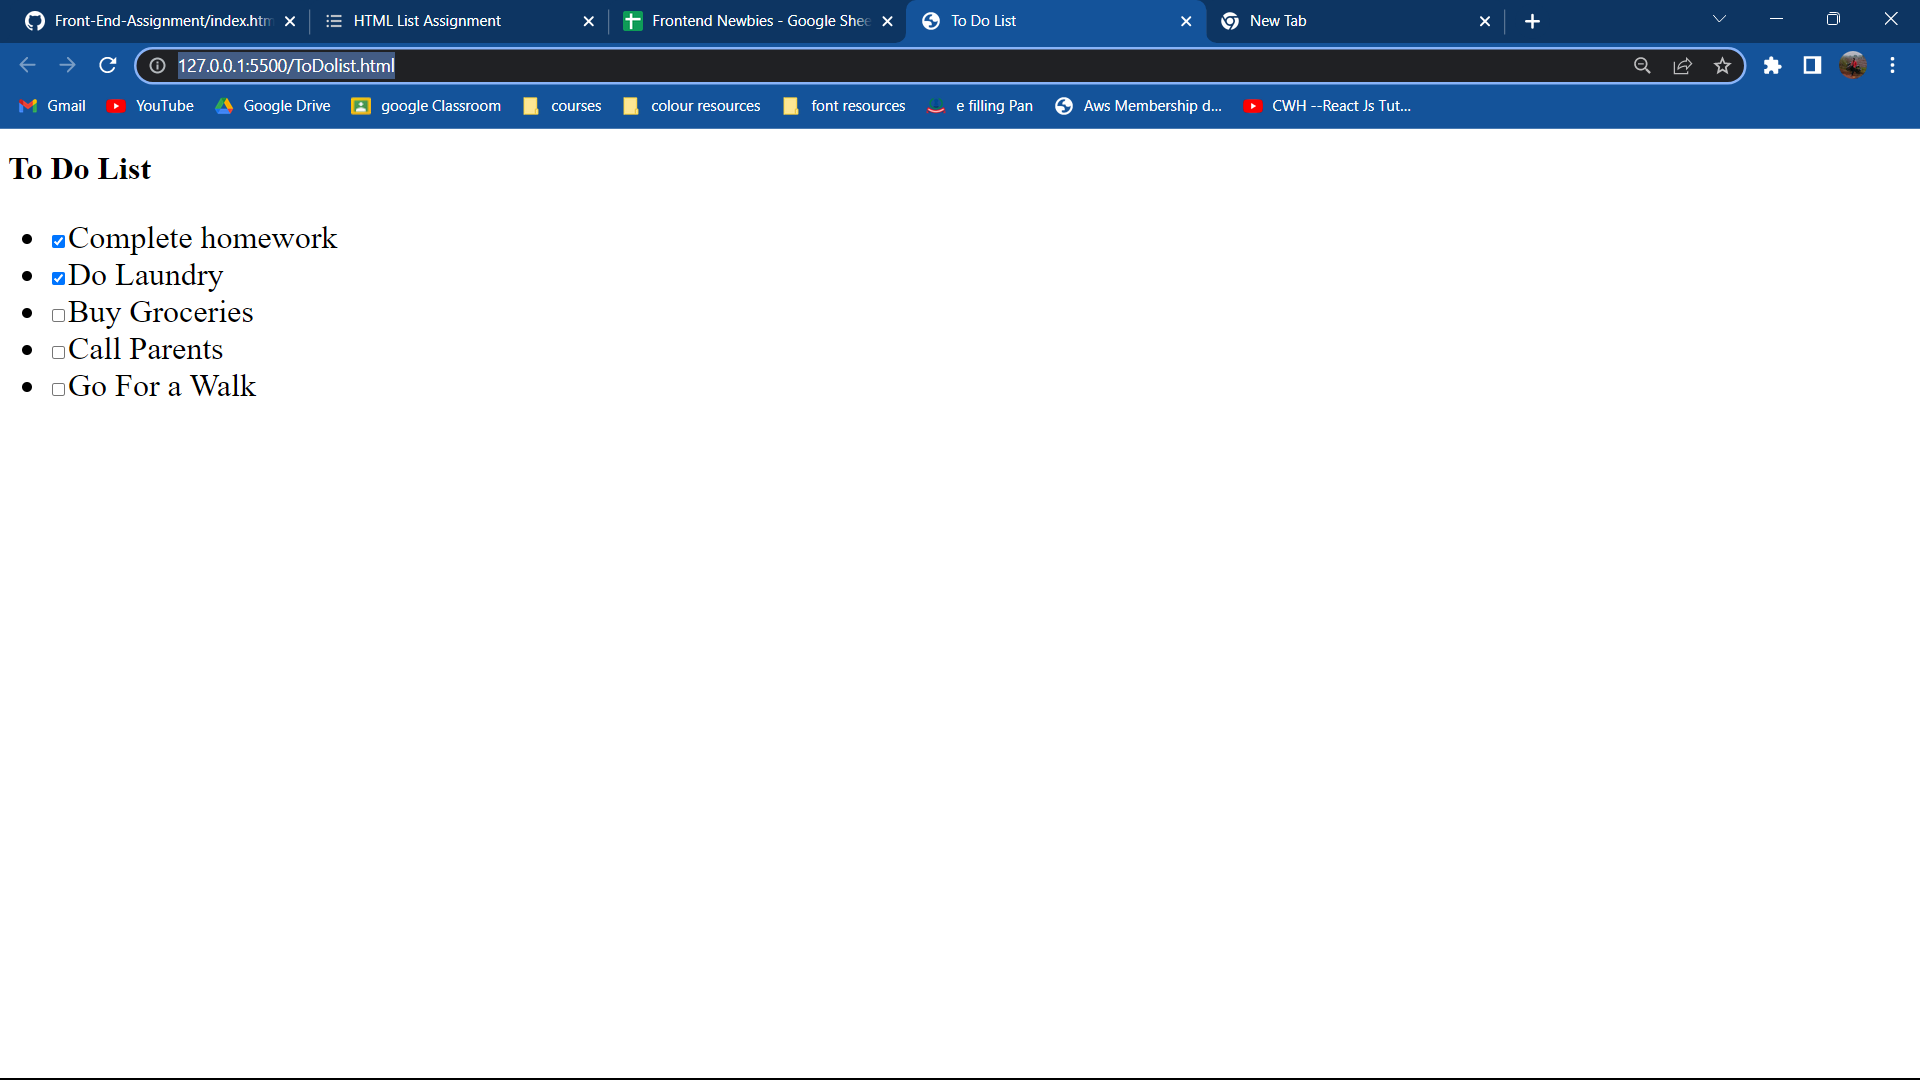 Front-End-Assignment/index.htm
HTML List Assignment
Frontend Newbies - Google Shee
To Do List
New Tab
127.0.0.1:5500/ToDolist.html
Gmail
YouTube
Google Drive
google Classroom
courses
colour resources
font resources
e filling Pan
Aws Membership d...
CWH --React Js Tut...
To Do List
Complete homework
Do Laundry
Buy Groceries
Call Parents
Go For a Walk